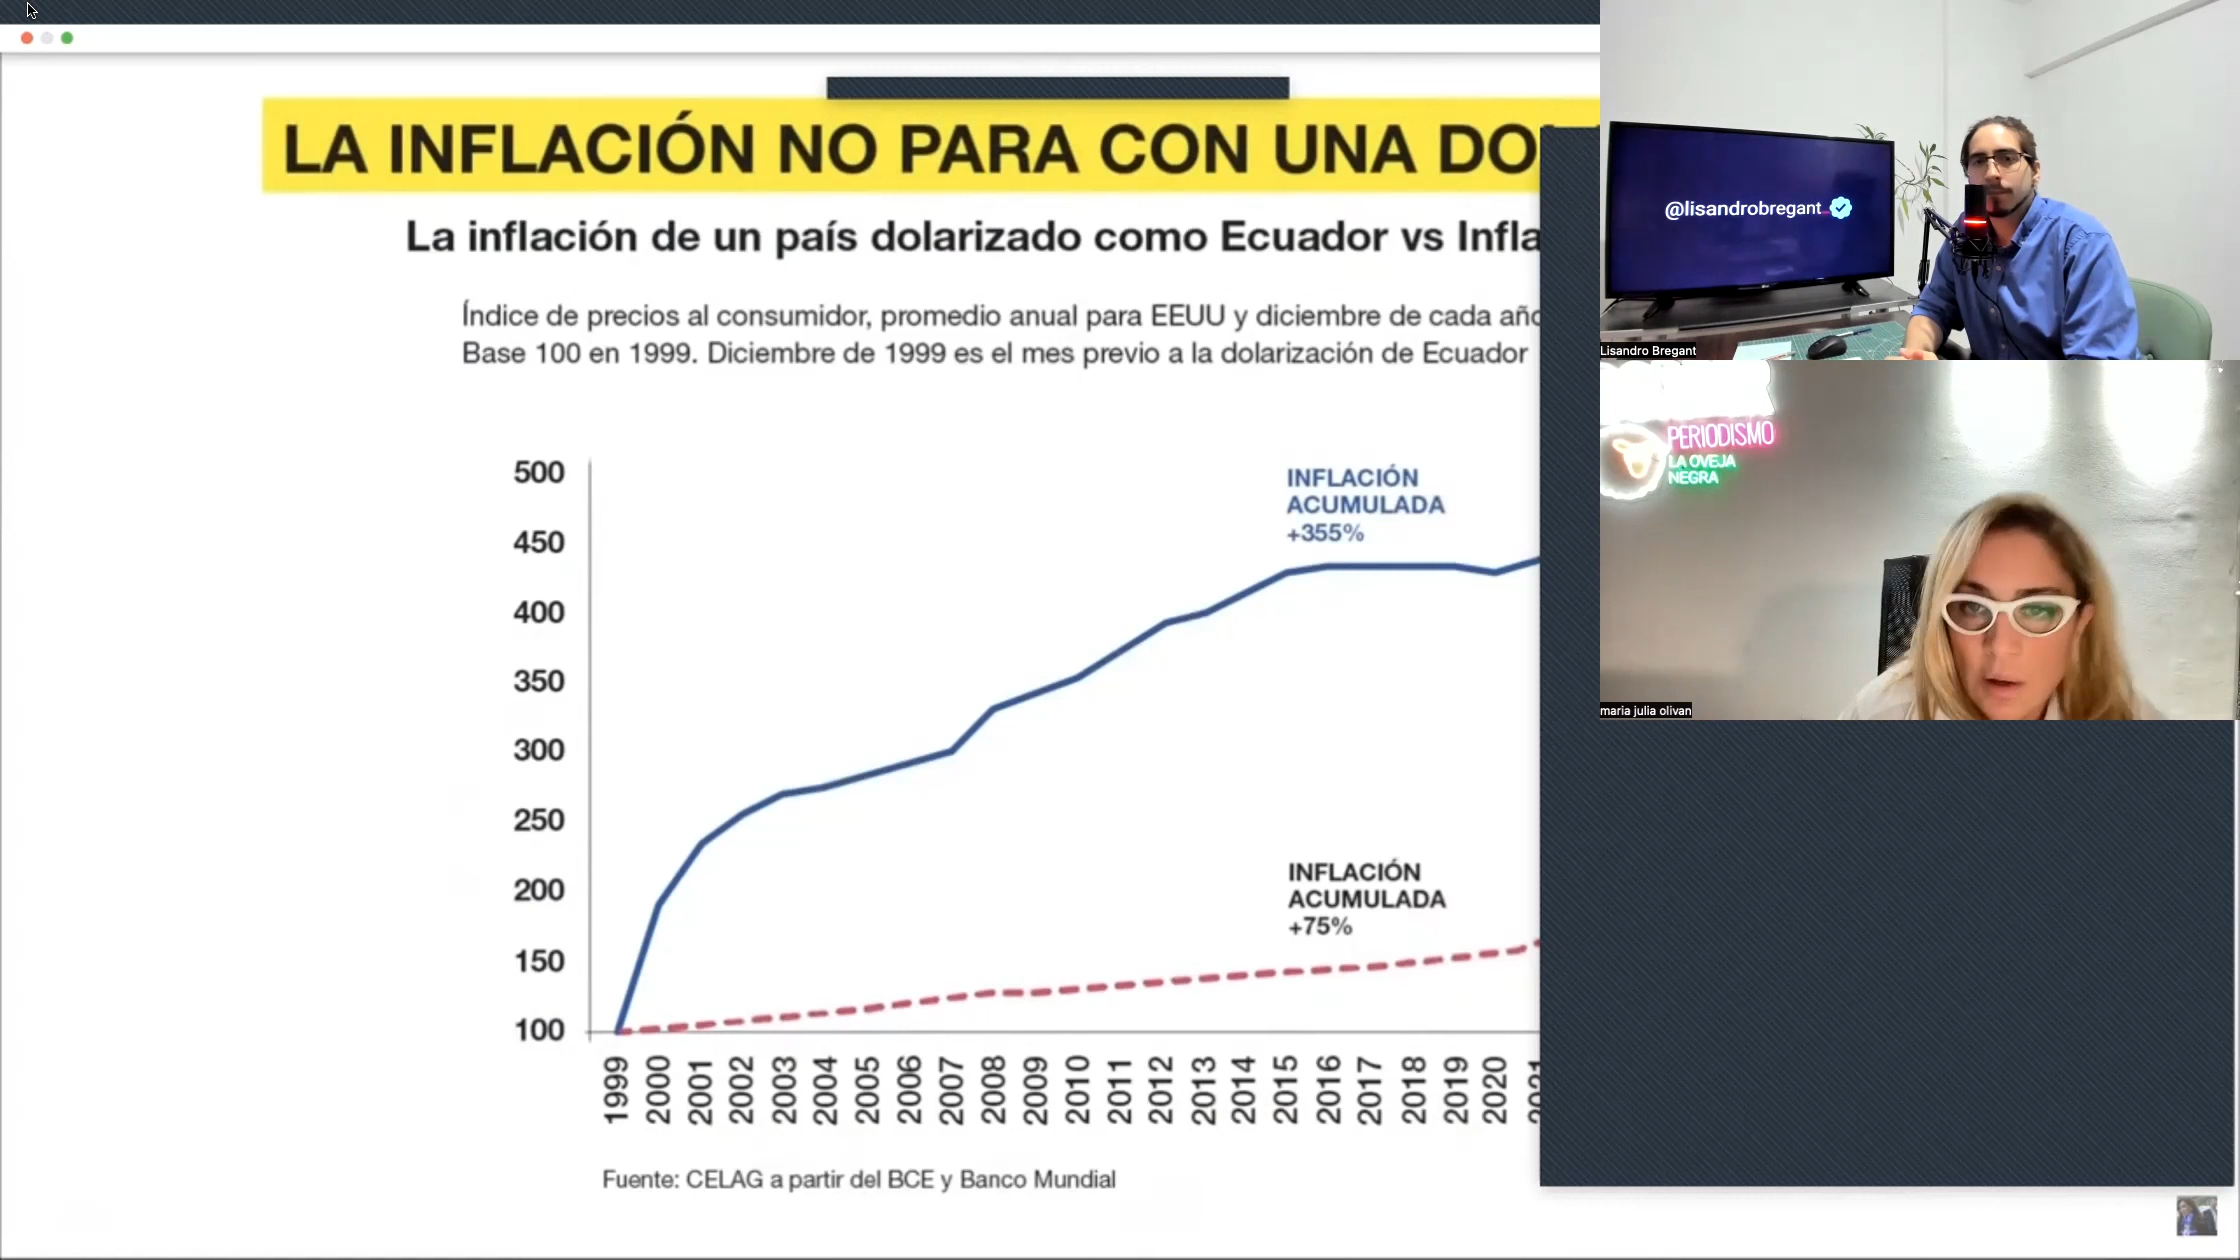 LA INFLACIÓN NO PARA CON UNA
La inflación de un país dolarizado como Ecuador vs
Índice de precios al consumidor, promedio anual para EEUU y diciembre de cada año
Base 100 en 1999. Diciembre de 1999 es el mes previo a la dolarización de Ecuador
500
450
400
350
300
250
200
150
100
INFLACIÓN
ACUMULADA
+355%
INFLACIÓN
ACUMULADA
+75%
1999
2000
2001
2002
2003
2004
2005
2006
2007
2008
2009
2010
2011
2012
2013
2014
2015
2016
2017
2018
2019
2020
2021
Fuente: CELAG a partir del BCE y Banco Mundial
@lisandrobregant_
Lisandro Bregant
PERIODISMO
LA OVEJA
NEGRA
maria julia olivan